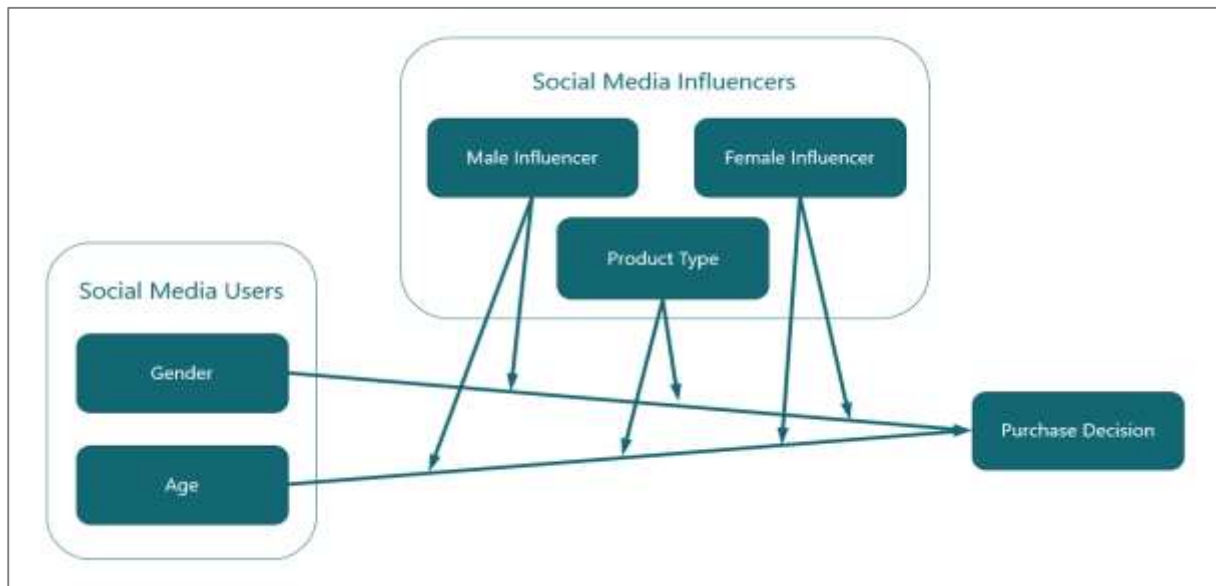 Social Media Influencers
Male Influencer
Female Influencer
Product Type
Social Media Users
Gender
Age
Purchase Decision